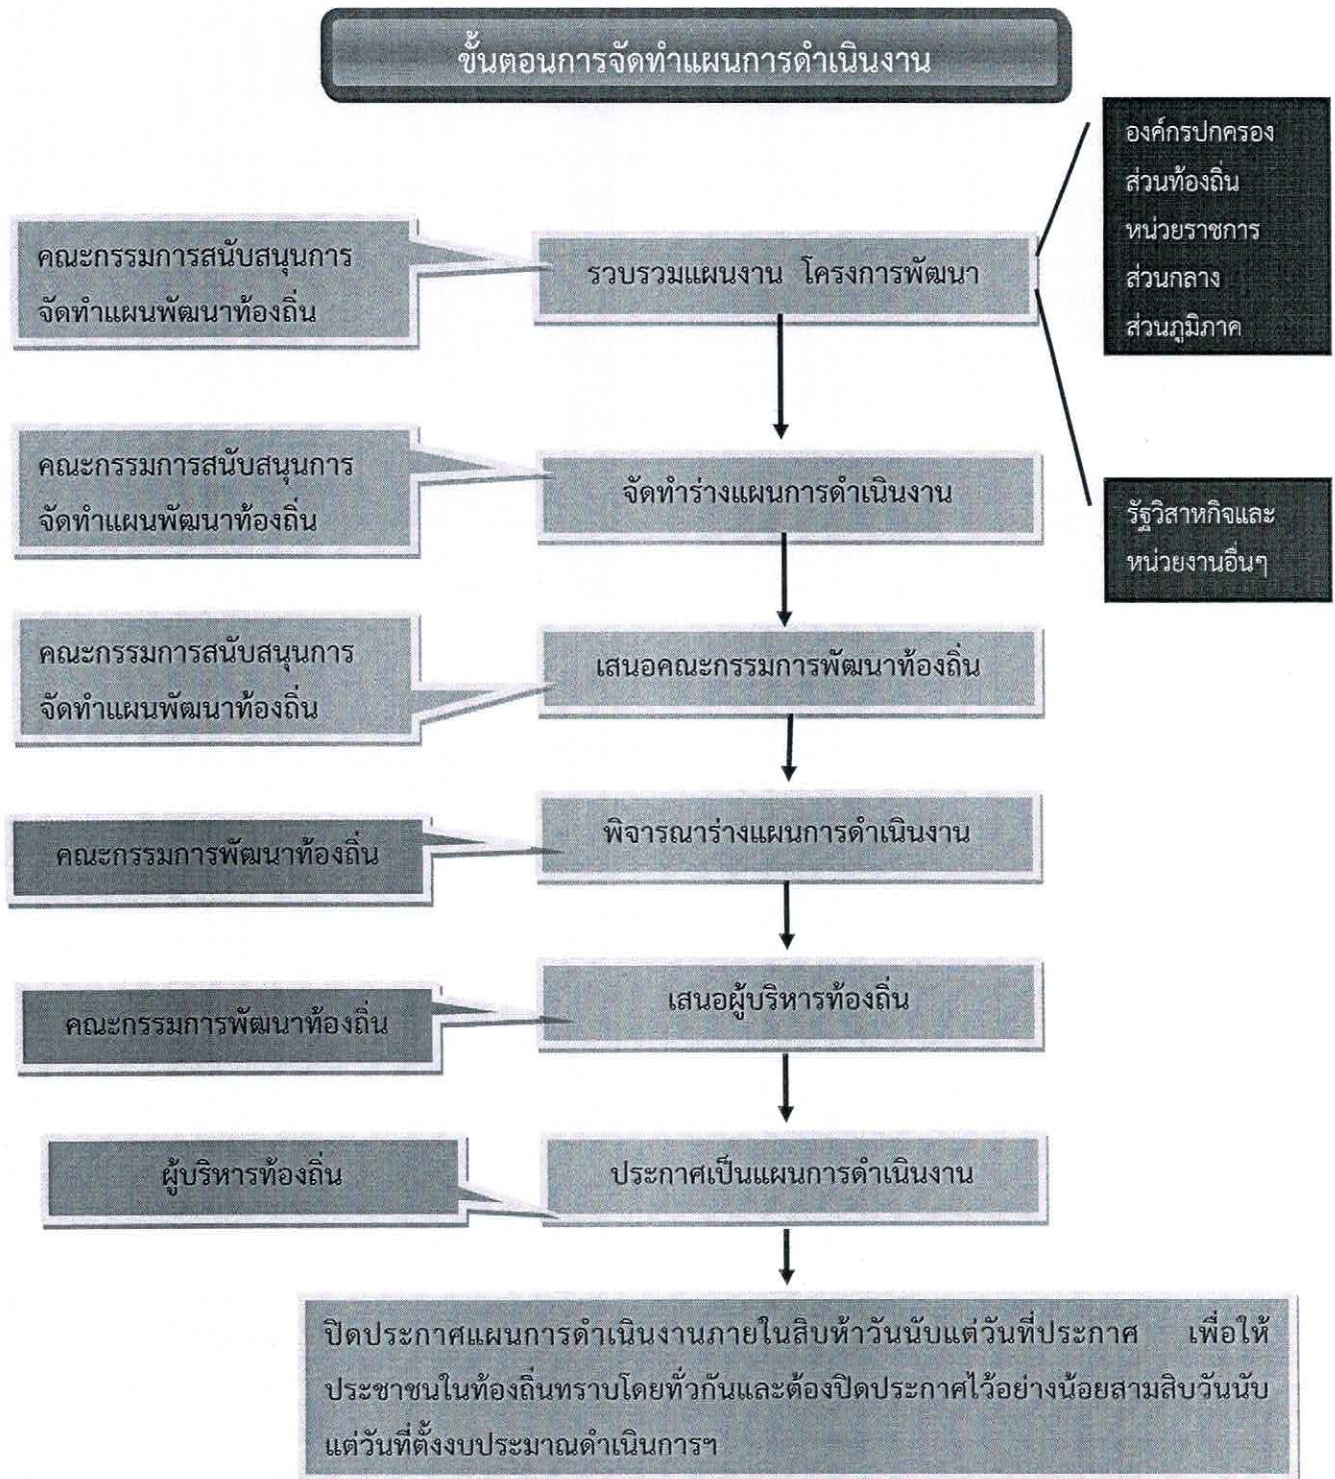 ขั้นตอนการจัดทำแผนการดำเนินงาน
องค์กรปกครอง
ส่วนท้องถิ่น
หน่วยราชการ
ส่วนกลาง
ส่วนภูมิภาค
คณะกรรมการสนับสนุนการ
จัดทำแผนพัฒนาท้องถิ่น
รวบรวมแผนงาน โครงการพัฒนา
คณะกรรมการสนับสนุนการ
จัดทำแผนพัฒนาท้องถิ่น
จัดทำร่างแผนการดำเนินงาน
รัฐวิสาหกิจและ
หน่วยงานอื่นๆ
คณะกรรมการสนับสนุนการ
จัดทำแผนพัฒนาท้องถิ่น
เสนอคณะกรรมการพัฒนาท้องถิ่น
คณะกรรมการพัฒนาท้องถิ่น
พิจารณาร่างแผนการดำเนินงาน
คณะกรรมการพัฒนาท้องถิ่น
เสนอผู้บริหารท้องถิ่น
ผู้บริหารท้องถิ่น
ประกาศเป็นแผนการดำเนินงาน
ปิดประกาศแผนการดำเนินงานภายในสิบห้าวันนับแต่วันที่ประกาศ เพื่อให้
ประชาชนในท้องถิ่นทราบโดยทั่วกันและต้องปิดประกาศไว้อย่างน้อยสามสิบวันนับ
แต่วันที่ตั้งงบประมาณดำเนินการฯ